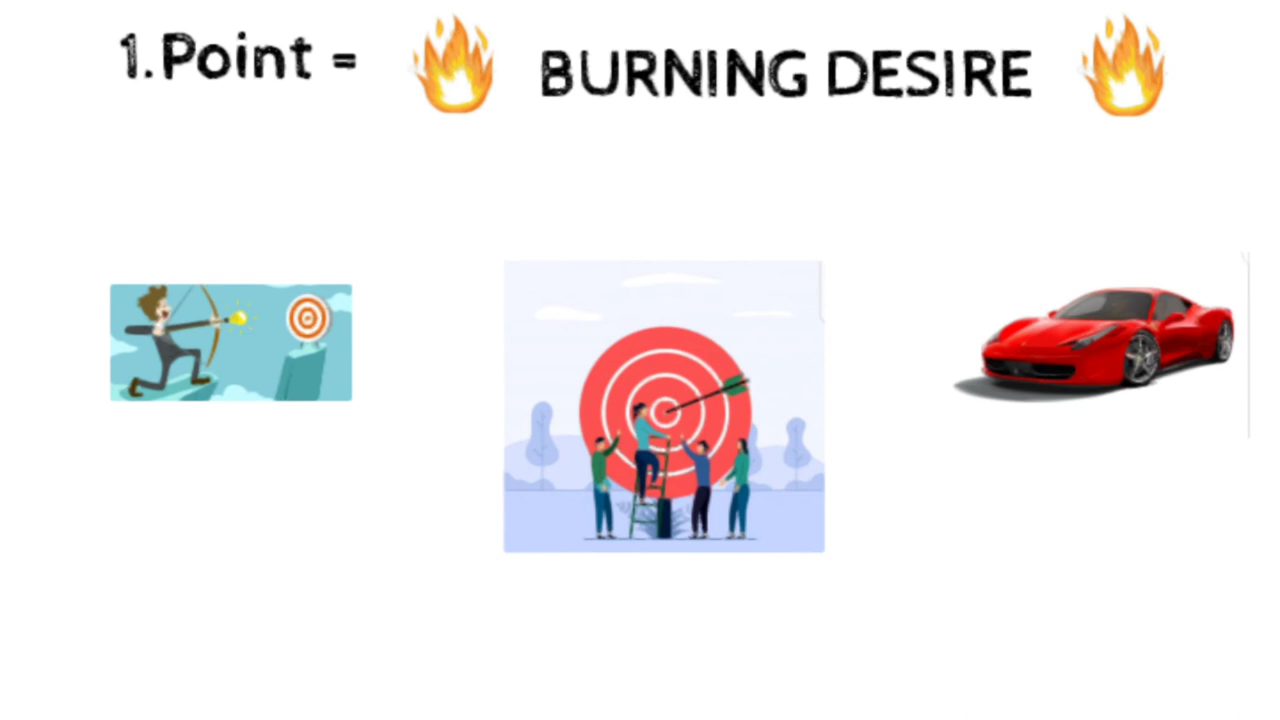 1.Point = 🔥 BURNING DESIRE 🔥